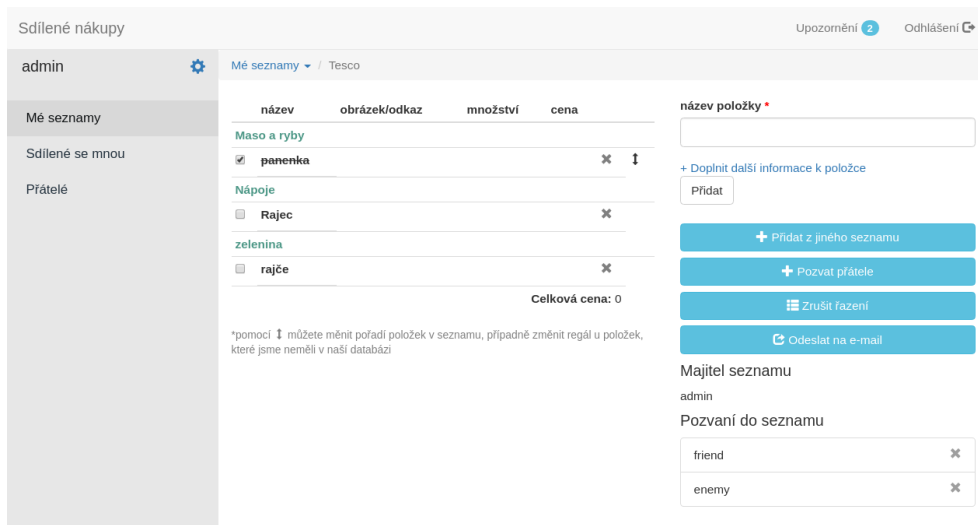 Sdílené nákupy
Upozornění 2
Odhlášení
admin
Mé seznamy / Tesco
Mé seznamy
Sdílené se mnou
Přátelé
název obrázek/odkaz množství cena
Maso a ryby
panenka
Nápoje
Rajec
zelenina
rajče
Celková cena: 0
*pomocí můžete měnit pořadí položek v seznamu, případně změnit regál u položek,
které jsme neměli v naší databázi
název položky *
+ Doplnit další informace k položce
Přidat
Přidat z jiného seznamu
Pozvat přátele
Zrušit řazení
Odeslat na e-mail
Majitel seznamu
admin
Pozvaní do seznamu
friend
enemy